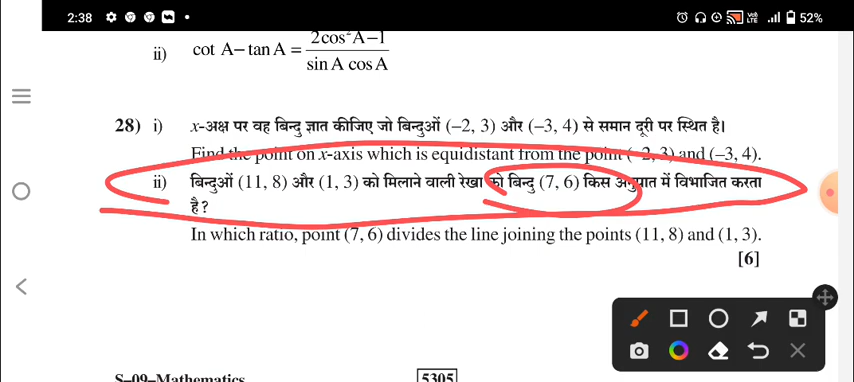 2:38
VoD LTE 52%
ii) cot A – tan A = 2cos²A–1 / sin A cos A
28) i) x-अक्ष पर वह बिन्दु ज्ञात कीजिए जो बिन्दुओं (–2, 3) और (–3, 4) से समान दूरी पर स्थित है।
Find the point on x-axis which is equidistant from the point (–2, 3) and (–3, 4).
ii) बिन्दुओं (11, 8) और (1, 3) को मिलाने वाली रेखा को बिन्दु (7, 6) किस अनुपात में विभाजित करता
है?
In which ratio, point (7, 6) divides the line joining the points (11, 8) and (1, 3).
[6]
S–09–Mathematics 5305